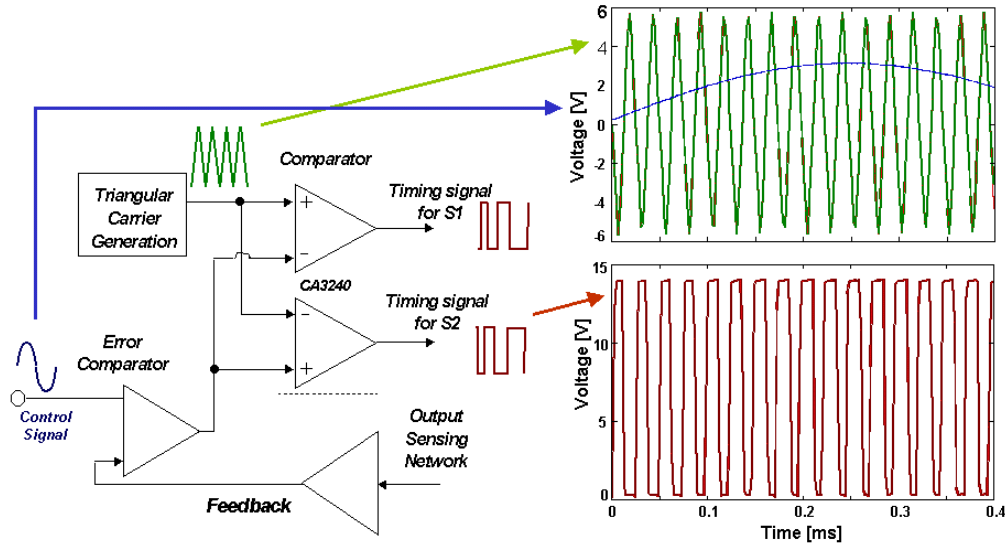 Triangular
Carrier
Generation
Comparator
+
−
CA3240
−
+
Timing signal
for S1
Timing signal
for S2
Error
Comparator
Control
Signal
Output
Sensing
Network
Feedback
Voltage [V]
6
4
2
0
-2
-4
-6
Voltage [V]
15
10
5
0
0 0.1 0.2 0.3 0.4
Time [ms]